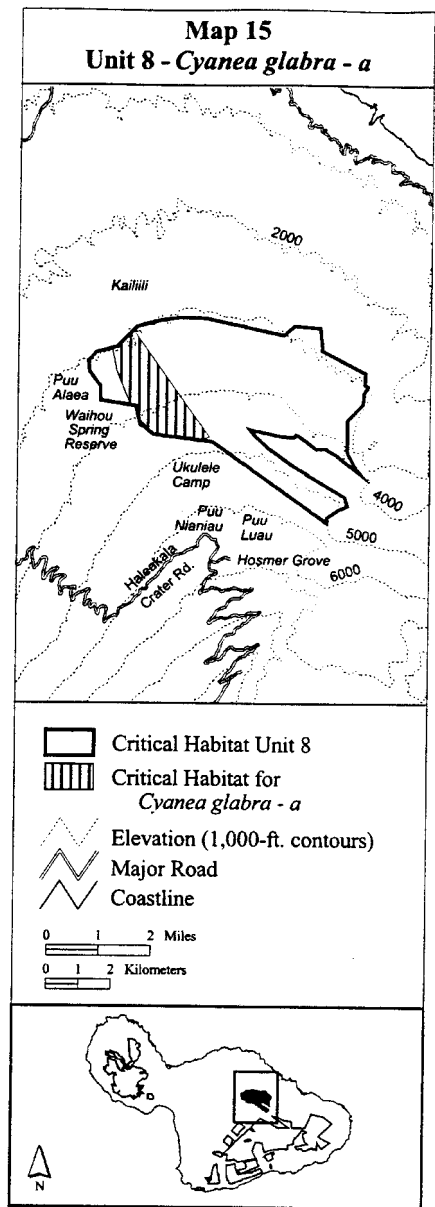 Map 15
Unit 8 - Cyanea glabra - a
2000
Kailiili
Puu
Alaea
Waihou
Spring
Reserve
Ukulele
Camp
4000
Puu
Nianiau
Puu
Luau
5000
Hosmer Grove
6000
Haleakala
Crater Rd.
Critical Habitat Unit 8
Critical Habitat for
Cyanea glabra - a
Elevation (1,000-ft. contours)
Major Road
Coastline
0 1 2 Miles
0 1 2 Kilometers
N